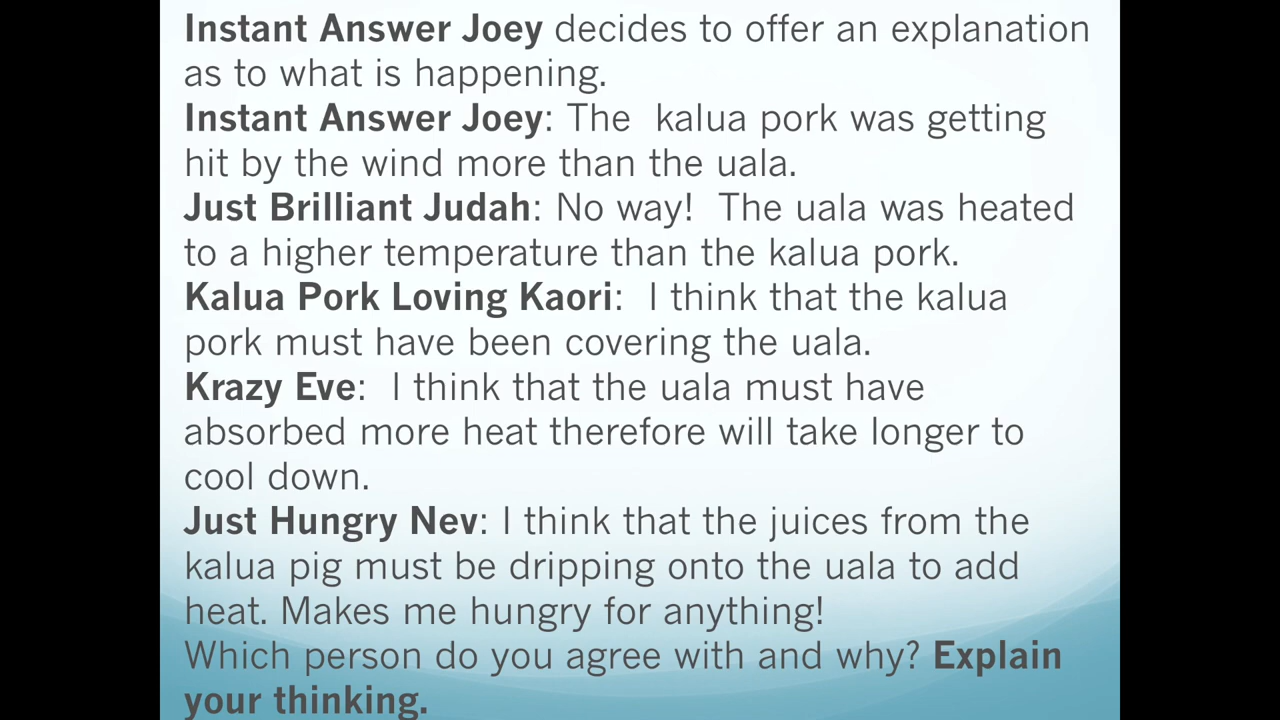 Instant Answer Joey decides to offer an explanation
as to what is happening.
Instant Answer Joey: The  kalua pork was getting
hit by the wind more than the uala.
Just Brilliant Judah: No way!  The uala was heated
to a higher temperature than the kalua pork.
Kalua Pork Loving Kaori:  I think that the kalua
pork must have been covering the uala.
Krazy Eve:  I think that the uala must have
absorbed more heat therefore will take longer to
cool down.
Just Hungry Nev: I think that the juices from the
kalua pig must be dripping onto the uala to add
heat. Makes me hungry for anything!
Which person do you agree with and why? Explain
your thinking.